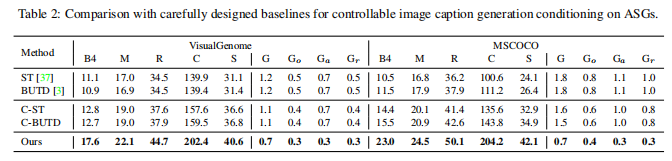 Table 2: Comparison with carefully designed baselines for controllable image caption generation conditioning on ASGs.
Method VisualGenome MSCOCO
B4 M R C S G Go Ga Gr B4 M R C S G Go Ga Gr
ST [37] 11.1 17.0 34.5 139.9 31.1 1.2 0.5 0.7 0.5 10.5 16.8 36.2 100.6 24.1 1.8 0.8 1.1 1.0
BUTD [3] 10.9 16.9 34.5 139.4 31.4 1.2 0.5 0.7 0.5 11.5 17.9 37.9 111.2 26.4 1.8 0.8 1.1 1.0
C-ST 12.8 19.0 37.6 157.6 36.6 1.1 0.4 0.7 0.4 14.4 20.1 41.4 135.6 32.9 1.6 0.6 1.0 0.8
C-BUTD 12.7 19.0 37.9 159.5 36.8 1.1 0.4 0.7 0.4 15.5 20.9 42.6 143.8 34.9 1.5 0.6 1.0 0.8
Ours 17.6 22.1 44.7 202.4 40.6 0.7 0.3 0.3 0.3 23.0 24.5 50.1 204.2 42.1 0.7 0.4 0.3 0.3